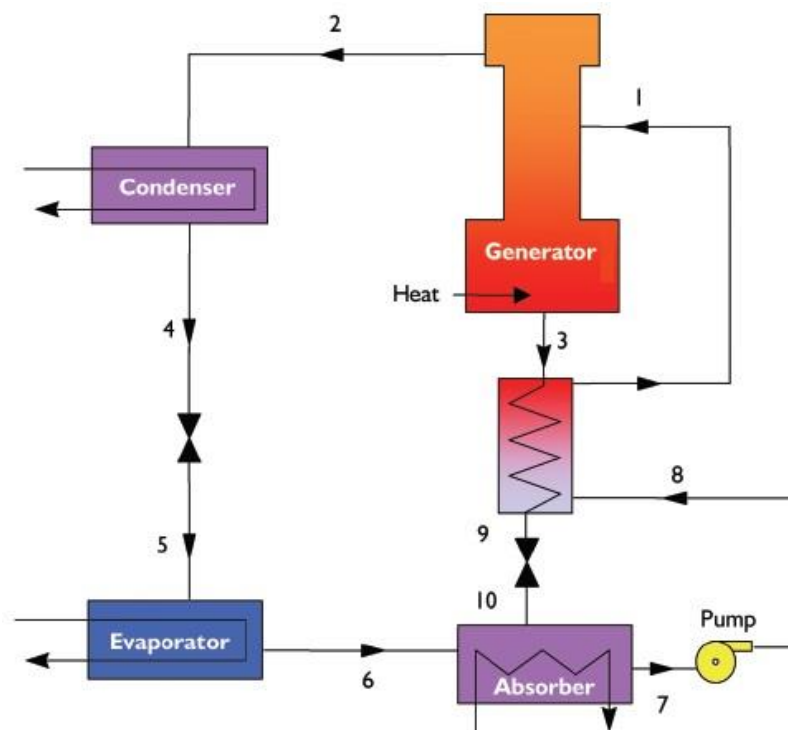 2
1
Condenser
Generator
Heat
4
3
8
9
5
10
Pump
Evaporator
6
Absorber
7